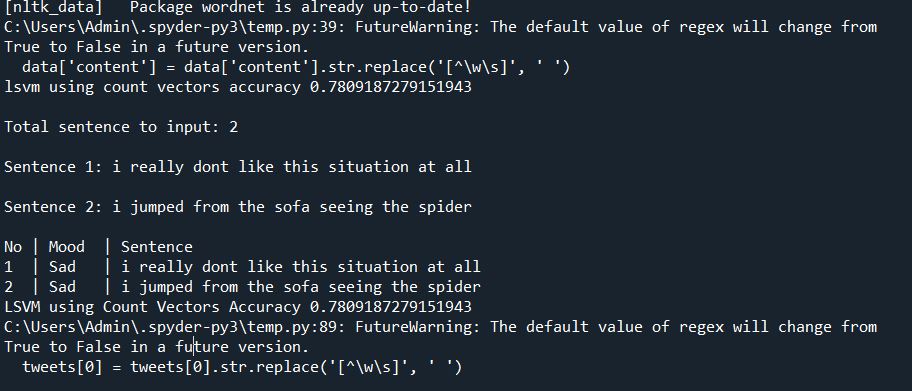 [nltk_data]   Package wordnet is already up-to-date!
C:\Users\Admin\.spyder-py3\temp.py:39: FutureWarning: The default value of regex will change from
True to False in a future version.
  data['content'] = data['content'].str.replace('[^\w\s]', ' ')
lsvm using count vectors accuracy 0.7809187279151943
Total sentence to input: 2
Sentence 1: i really dont like this situation at all
Sentence 2: i jumped from the sofa seeing the spider
No | Mood  | Sentence
1  | Sad   | i really dont like this situation at all
2  | Sad   | i jumped from the sofa seeing the spider
LSVM using Count Vectors Accuracy 0.7809187279151943
C:\Users\Admin\.spyder-py3\temp.py:89: FutureWarning: The default value of regex will change from
True to False in a future version.
  tweets[0] = tweets[0].str.replace('[^\w\s]', ' ')